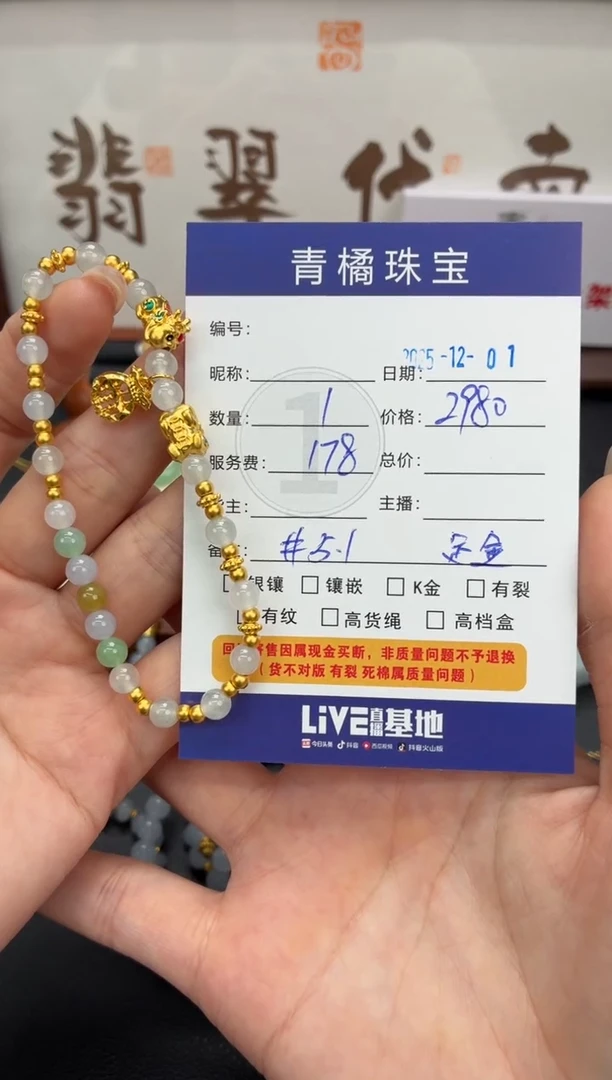 翡翠代
青橘珠宝
编号：
昵称： 日期： 2025-12-01
数量： 1 价格： 2980
服务费： 178 总价：
主： 主播：
备 #5.1 足金
银镶 镶嵌 K金 有裂
有纹 高货绳 高档盒
售因属现金买断，非质量问题不予退换
（货不对版 有裂 死棉属质量问题）
LiVE直播基地
今日头条 抖音 西瓜视频 抖音火山版
架
1